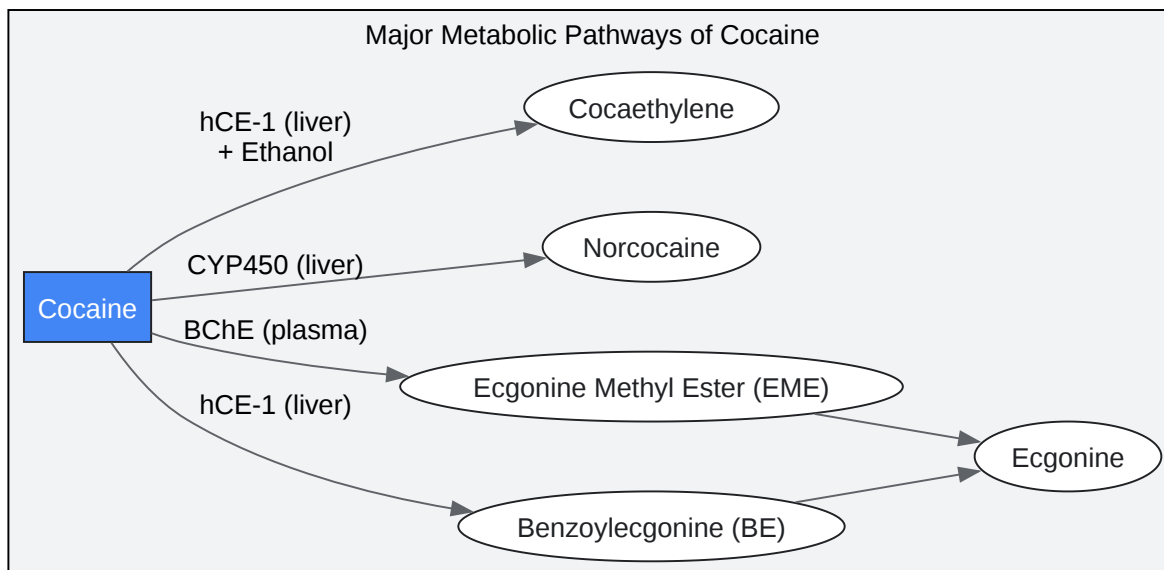 Major Metabolic Pathways of Cocaine
Cocaethylene
hCE-1 (liver)
+ Ethanol
Norcocaine
CYP450 (liver)
Cocaine
BChE (plasma)
Ecgonine Methyl Ester (EME)
hCE-1 (liver)
Ecgonine
Benzoylecgonine (BE)